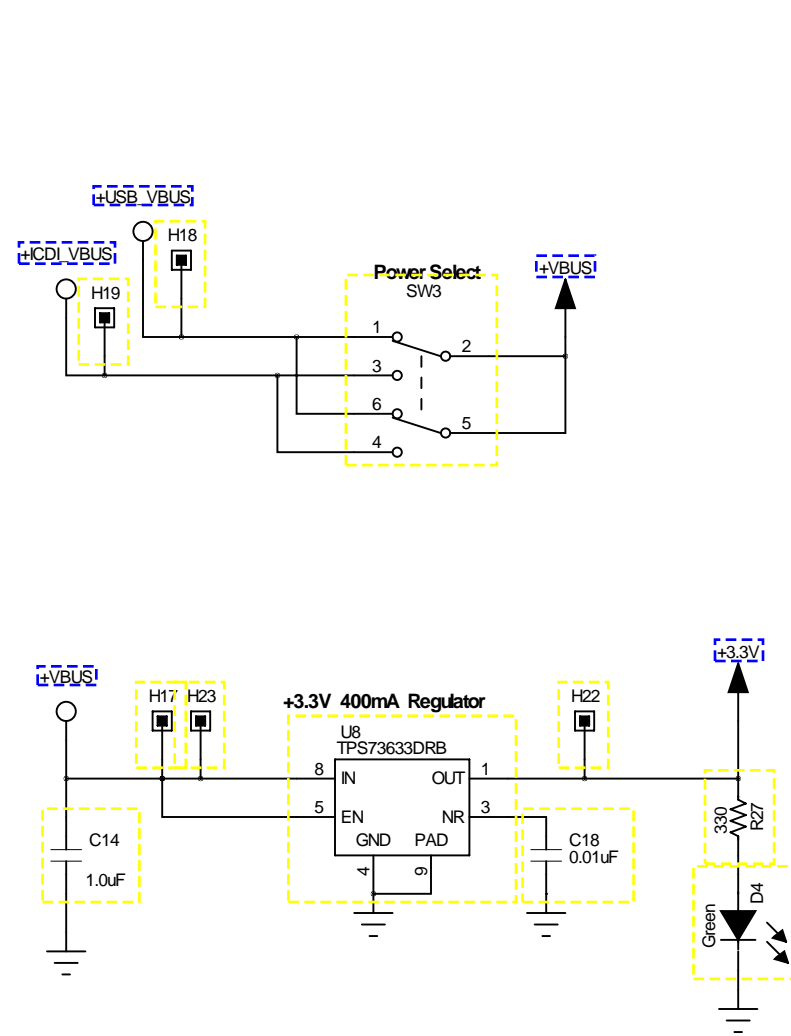 +USB_VBUS
H18
+ICDI_VBUS
H19
Power Select
SW3
+VBUS
1
2
3
6
5
4
+3.3V
+VBUS
H17 H23
+3.3V 400mA Regulator
H22
U8
TPS73633DRB
8 IN OUT 1
5 EN NR 3
GND PAD
4 9
C14
1.0uF
C18
0.01uF
330
R27
D4
Green